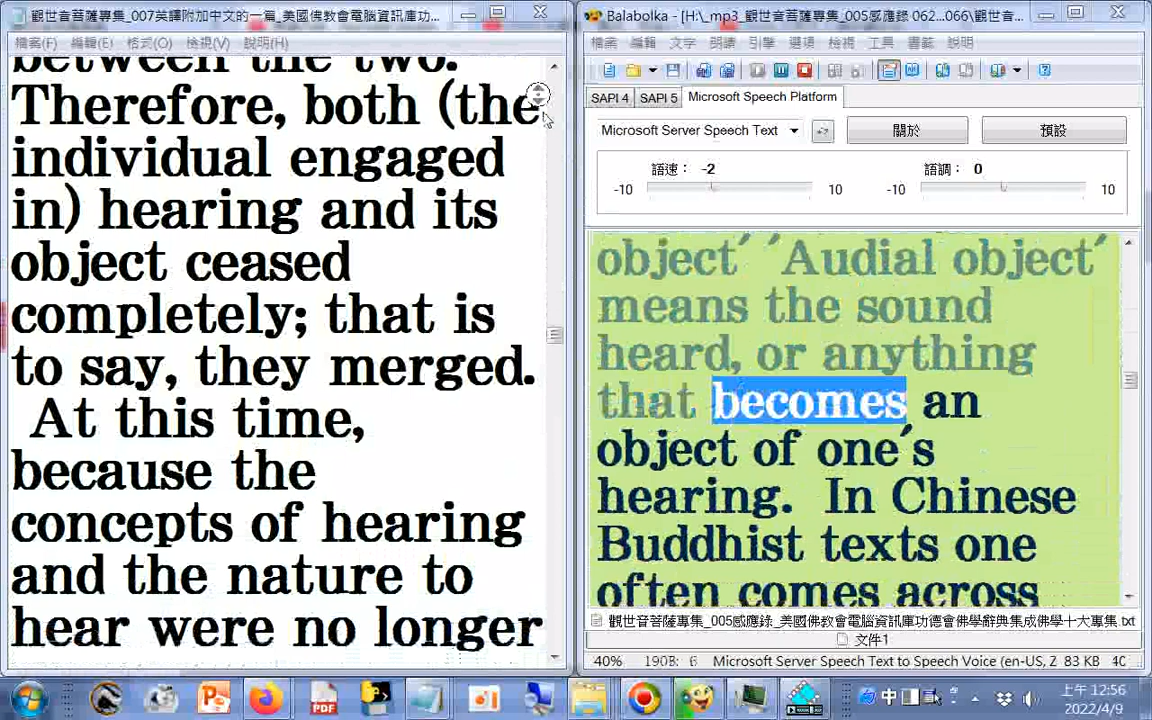 觀世音菩薩專集_007英譯附加中文的一篇_美國佛教會電腦資訊庫功...
檔案(F) 編輯(E) 格式(O) 檢視(V) 說明(H)
between the two.
Therefore, both (the
individual engaged
in) hearing and its
object ceased
completely; that is
to say, they merged.
At this time,
because the
concepts of hearing
and the nature to
hear were no longer
Balabolka - [H:\_mp3_觀世音菩薩專集_005感應錄 062...066\觀世音...
檔案 編輯 文字 朗讀 引擎 選項 檢視 工具 書籤 說明
SAPI 4 SAPI 5 Microsoft Speech Platform
Microsoft Server Speech Text 關於 預設
語速： -2 語調： 0
-10 10 -10 10
object´ ´Audial object´
means the sound
heard, or anything
that becomes an
object of one´s
hearing. In Chinese
Buddhist texts one
often comes across
觀世音菩薩專集_005感應錄_美國佛教會電腦資訊庫功德會佛學辭典集成佛學十大專集 txt
文件1
40% 190B: 6 Microsoft Server Speech Text to Speech Voice (en-US, Z 83 KB
中 上午 12:56
2022/4/9